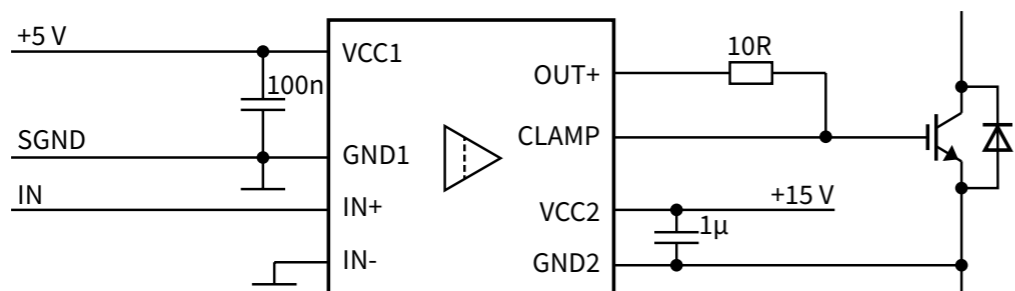 +5 V
VCC1
100n
SGND
GND1
IN
IN+
IN-
OUT+
10R
CLAMP
VCC2
+15 V
1µ
GND2